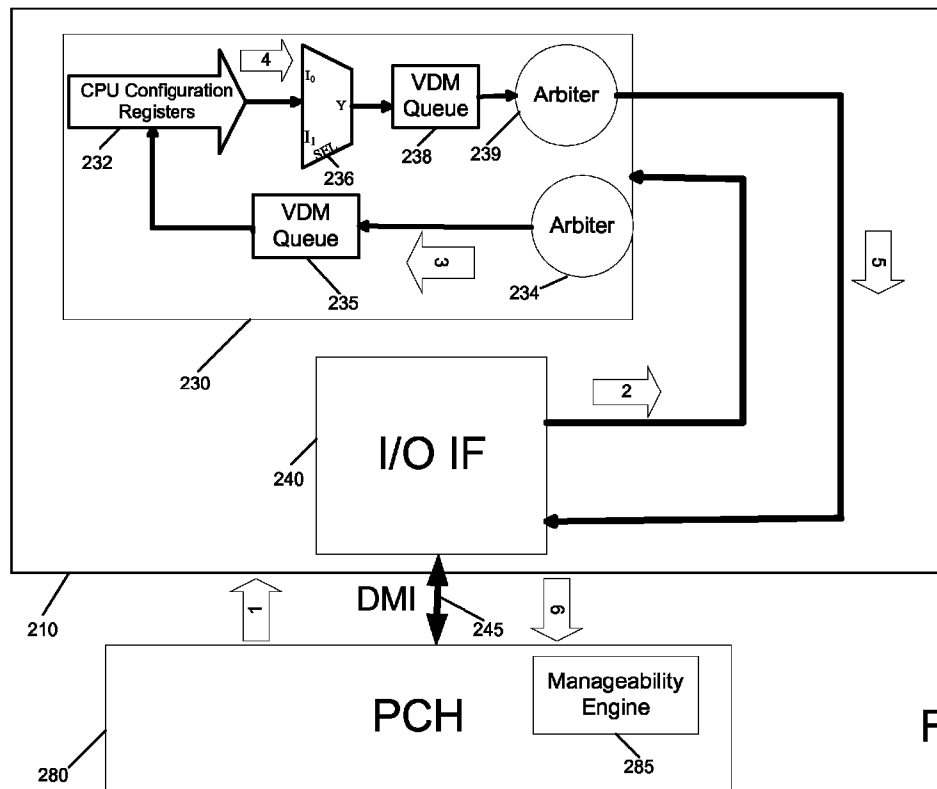 4
CPU Configuration
Registers
232
I0
I1
Y
SEL
236
VDM
Queue
238
Arbiter
239
VDM
Queue
235
3
Arbiter
234
5
230
2
I/O IF
240
210
1
DMI
245
6
PCH
280
Manageability
Engine
285
F